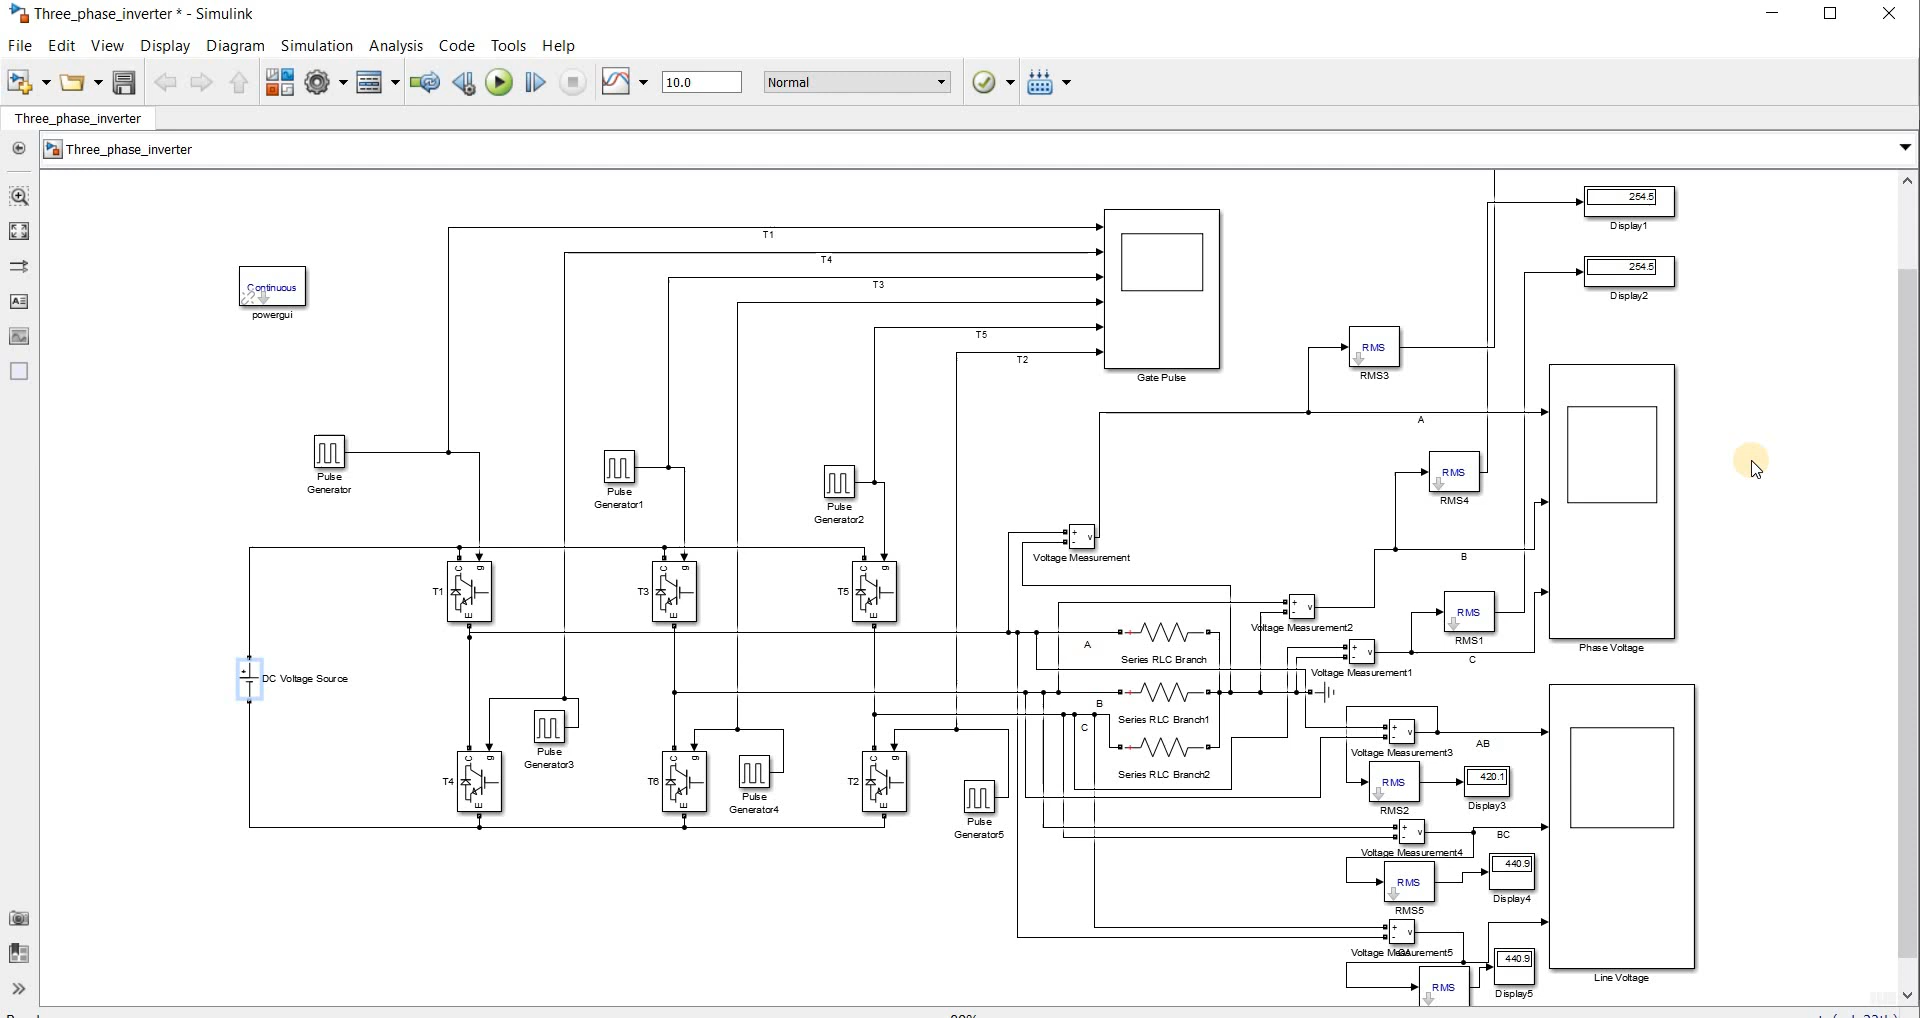 Three_phase_inverter * - Simulink
File Edit View Display Diagram Simulation Analysis Code Tools Help
10.0
Normal
Three_phase_inverter
Three_phase_inverter
Continuous
powergui
T1
T4
T3
T5
T2
Gate Pulse
254.5
Display1
254.5
Display2
RMS
RMS3
A
RMS
RMS4
B
RMS
RMS1
C
Phase Voltage
Pulse
Generator
Pulse
Generator1
Pulse
Generator2
v
Voltage Measurement
v
Voltage Measurement2
v
Voltage Measurement1
T1
C
g
E
T3
C
g
E
T5
C
g
E
DC Voltage Source
A
Series RLC Branch
B
Series RLC Branch1
C
Series RLC Branch2
Pulse
Generator3
Pulse
Generator4
Pulse
Generator5
T4
C
g
E
T6
C
g
E
T2
C
g
E
v
Voltage Measurement3
AB
RMS
RMS2
420.1
Display3
v
Voltage Measurement4
BC
RMS
RMS5
440.9
Display4
v
Voltage Measurement5
RMS
440.9
Display5
Line Voltage